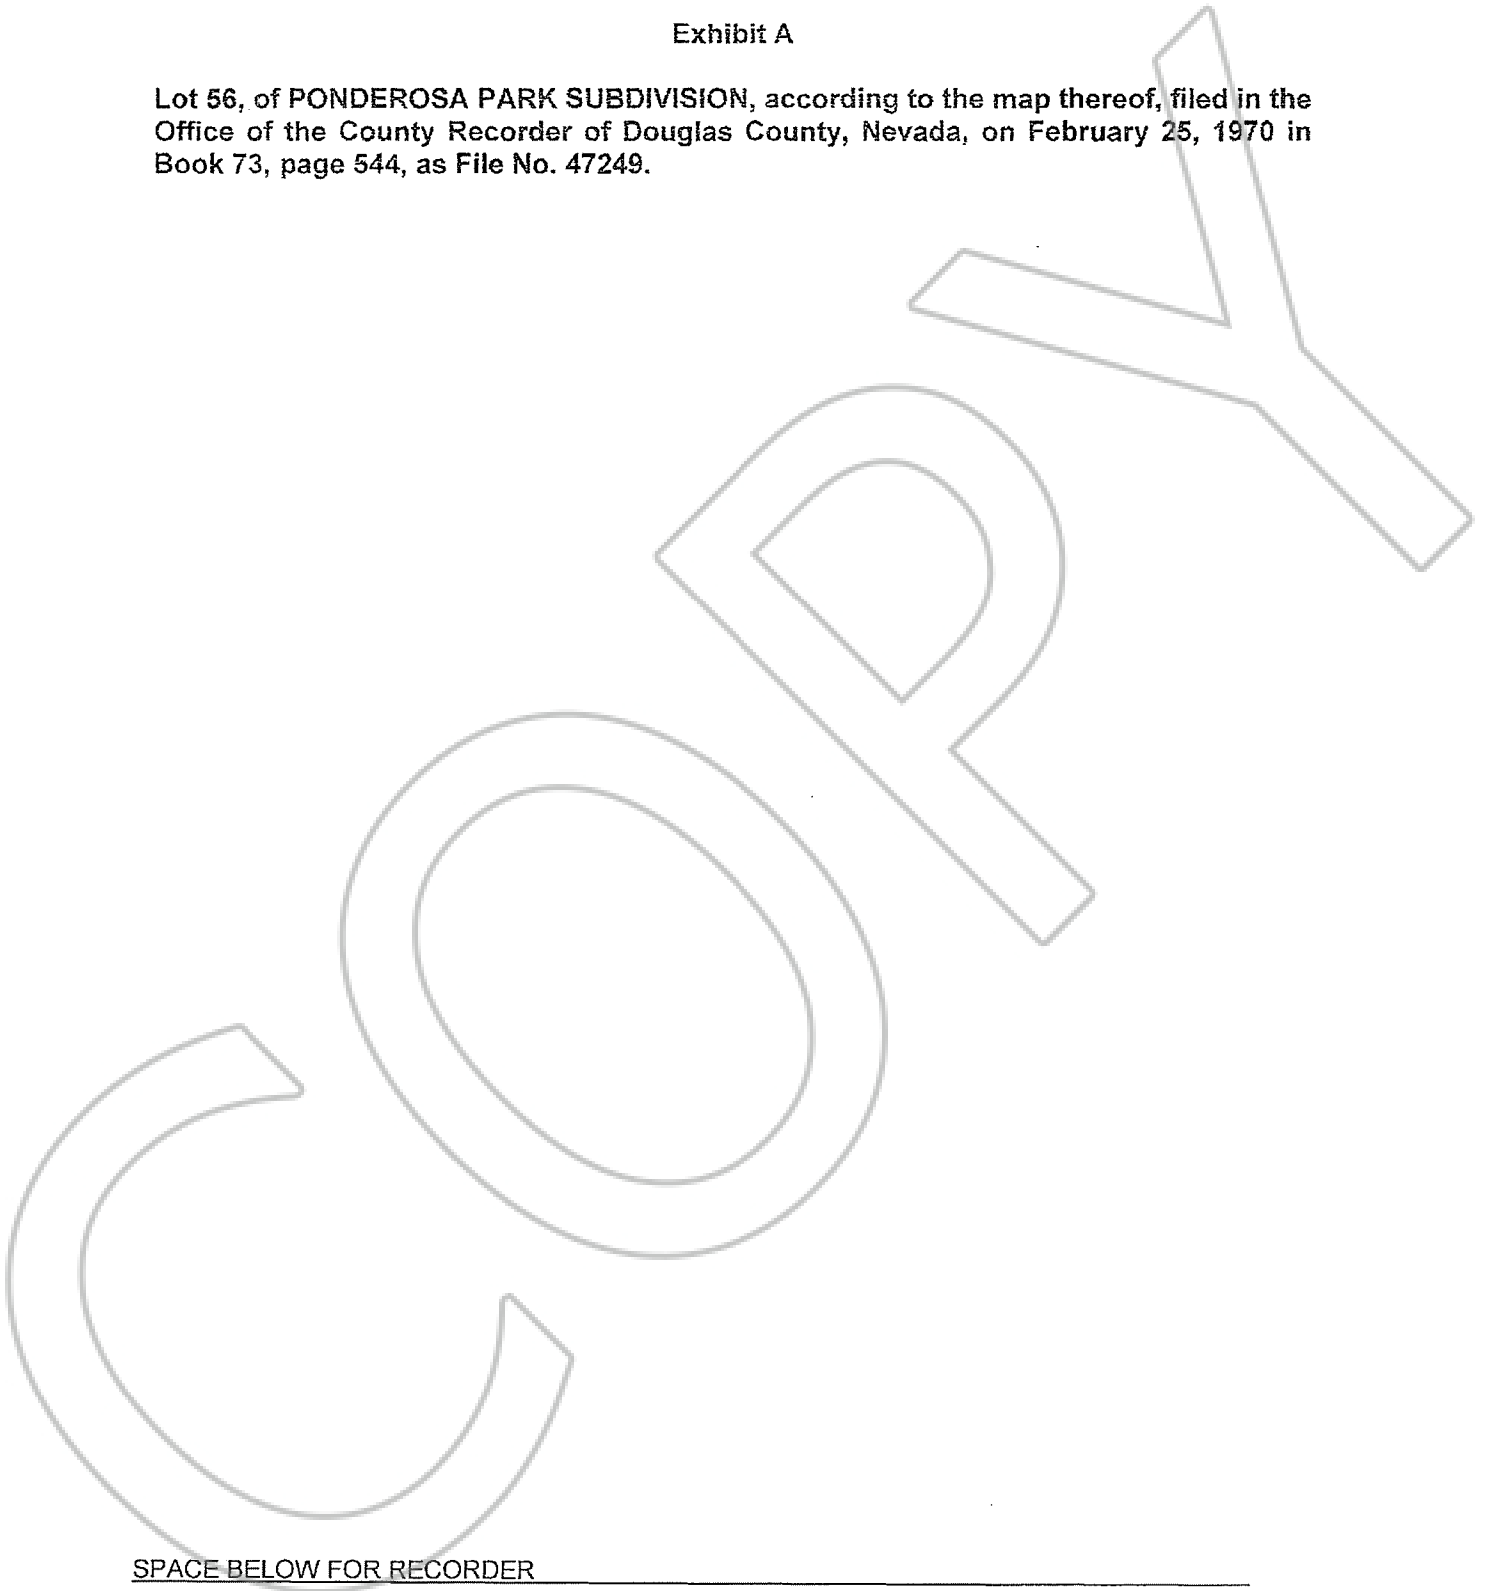 Exhibit A
Lot 56, of PONDEROSA PARK SUBDIVISION, according to the map thereof, filed in the
Office of the County Recorder of Douglas County, Nevada, on February 25, 1970 in
Book 73, page 544, as File No. 47249.
COPY
SPACE BELOW FOR RECORDER